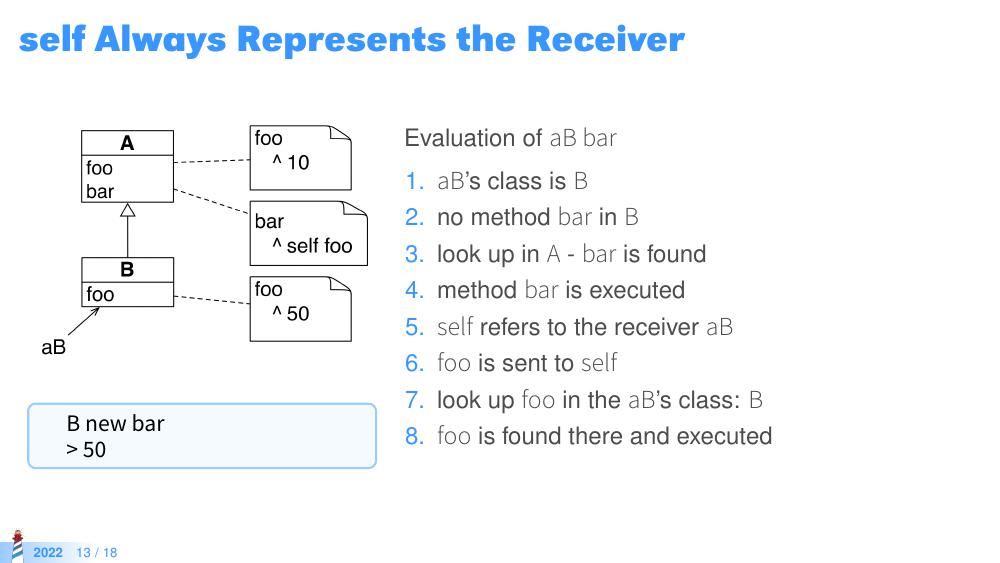 self Always Represents the Receiver
A
foo
bar
B
foo
aB
foo
^ 10
bar
^ self foo
foo
^ 50
B new bar
> 50
Evaluation of aB bar
1. aB's class is B
2. no method bar in B
3. look up in A - bar is found
4. method bar is executed
5. self refers to the receiver aB
6. foo is sent to self
7. look up foo in the aB's class: B
8. foo is found there and executed
2022 13 / 18